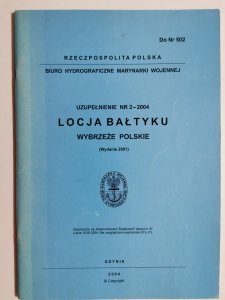 Do Nr 502
RZECZPOSPOLITA POLSKA
BIURO HYDROGRAFICZNE MARYNARKI WOJENNEJ
UZUPEŁNIENIE NR 2 – 2004
LOCJA BAŁTYKU
WYBRZEŻE POLSKIE
(Wydanie 2001)
GDYNIA
2004
© Copyright